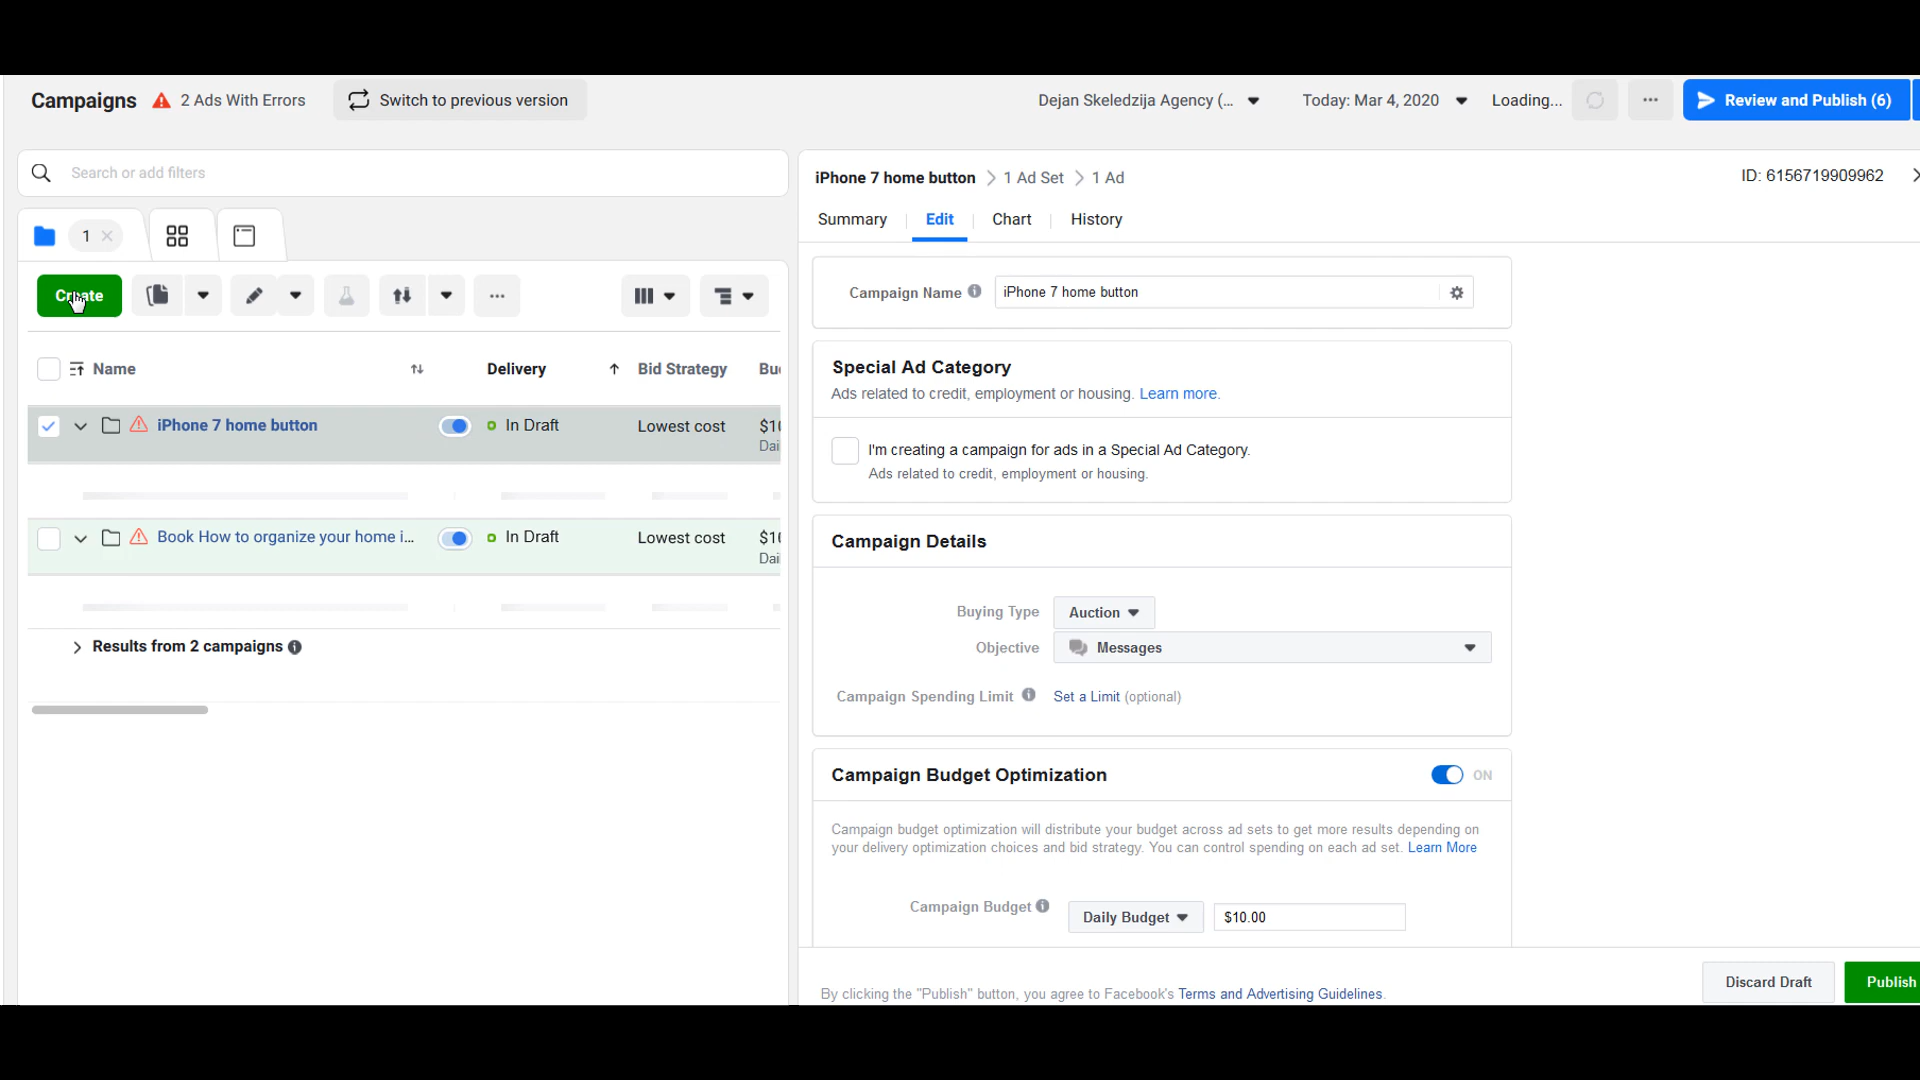 Campaigns 2 Ads With Errors Switch to previous version Dejan Skeledzija Agency (... Today: Mar 4, 2020 Loading... Review and Publish (6)
Search or add filters
iPhone 7 home button 1 Ad Set 1 Ad ID: 6156719909962
Summary Edit Chart History
1
Create
Campaign Name iPhone 7 home button
Name Delivery Bid Strategy
Special Ad Category
Ads related to credit, employment or housing. Learn more.
iPhone 7 home button In Draft Lowest cost
I'm creating a campaign for ads in a Special Ad Category.
Ads related to credit, employment or housing.
Book How to organize your home i... In Draft Lowest cost
Campaign Details
Buying Type Auction
Objective Messages
Results from 2 campaigns
Campaign Spending Limit Set a Limit (optional)
Campaign Budget Optimization ON
Campaign budget optimization will distribute your budget across ad sets to get more results depending on
your delivery optimization choices and bid strategy. You can control spending on each ad set. Learn More
Campaign Budget Daily Budget $10.00
By clicking the "Publish" button, you agree to Facebook's Terms and Advertising Guidelines.
Discard Draft Publish